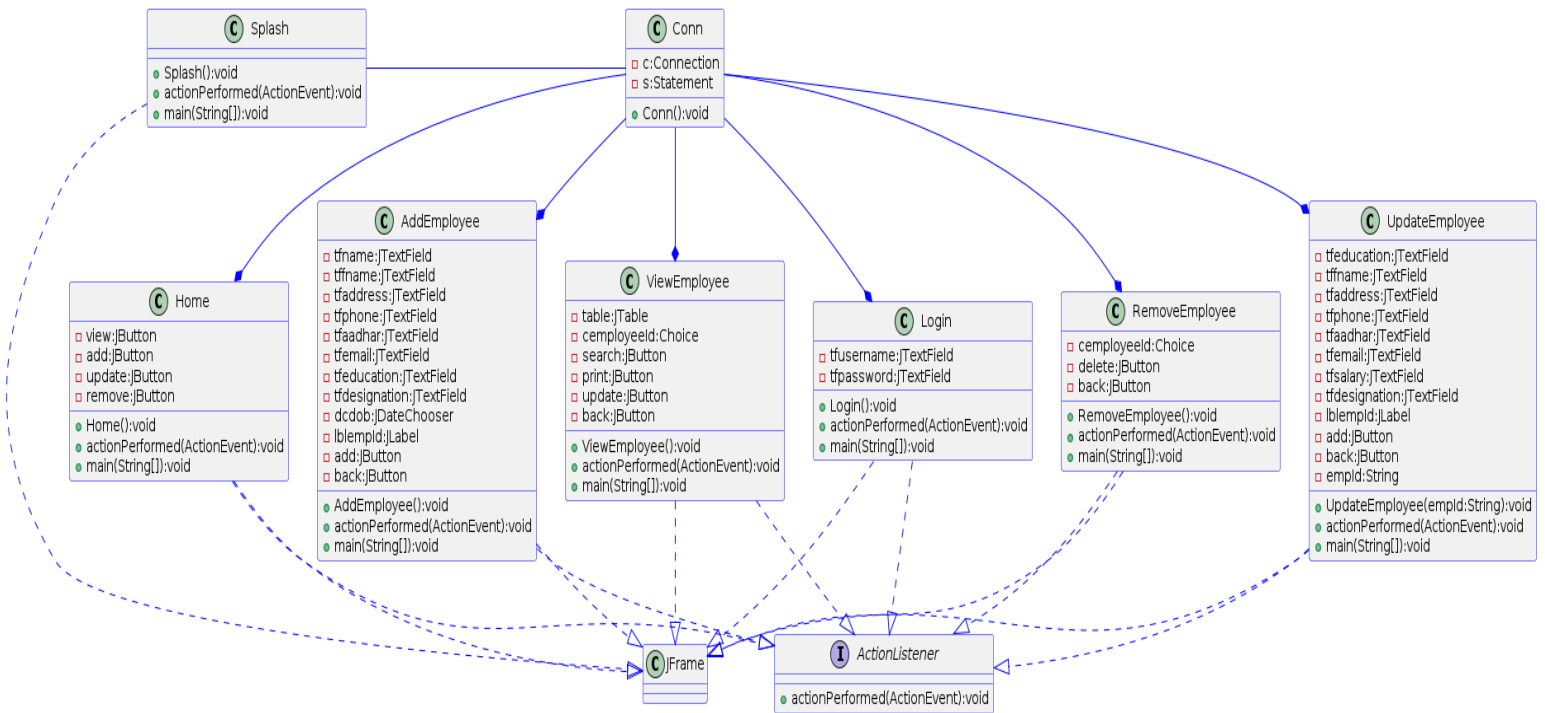 C Splash
Splash():void
actionPerformed(ActionEvent):void
main(String[]):void
C Conn
c:Connection
s:Statement
Conn():void
C Home
view:JButton
add:JButton
update:JButton
remove:JButton
Home():void
actionPerformed(ActionEvent):void
main(String[]):void
C AddEmployee
tfname:JTextField
tffname:JTextField
tfaddress:JTextField
tfphone:JTextField
tfaadhar:JTextField
tfemail:JTextField
tfeducation:JTextField
tfdesignation:JTextField
dcdob:JDateChooser
lblempId:JLabel
add:JButton
back:JButton
AddEmployee():void
actionPerformed(ActionEvent):void
main(String[]):void
C ViewEmployee
table:JTable
cemployeeId:Choice
search:JButton
print:JButton
update:JButton
back:JButton
ViewEmployee():void
actionPerformed(ActionEvent):void
main(String[]):void
C Login
tfusername:JTextField
tfpassword:JTextField
Login():void
actionPerformed(ActionEvent):void
main(String[]):void
C RemoveEmployee
cemployeeId:Choice
delete:JButton
back:JButton
RemoveEmployee():void
actionPerformed(ActionEvent):void
main(String[]):void
C UpdateEmployee
tfeducation:JTextField
tffname:JTextField
tfaddress:JTextField
tfphone:JTextField
tfaadhar:JTextField
tfemail:JTextField
tfsalary:JTextField
tfdesignation:JTextField
lblempId:JLabel
add:JButton
back:JButton
empId:String
UpdateEmployee(empId:String):void
actionPerformed(ActionEvent):void
main(String[]):void
C JFrame
I ActionListener
actionPerformed(ActionEvent):void